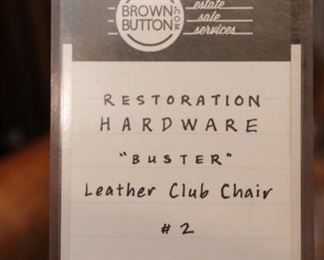 BROWN
BUTTON
.COM
estate
sale
services
RESTORATION
HARDWARE
"BUSTER"
Leather Club Chair
#2